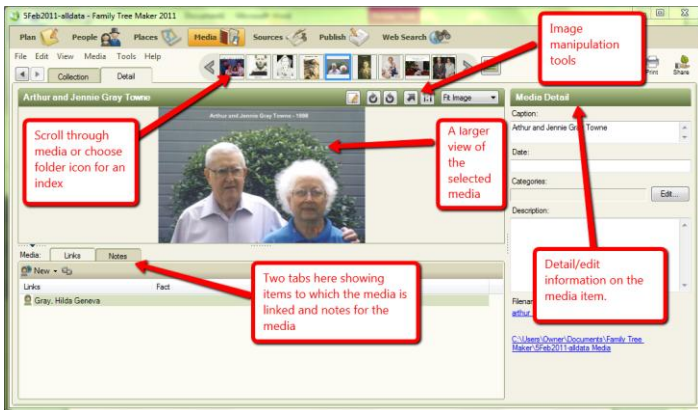 5Feb2011-alldata - Family Tree Maker 2011
Plan People Places Media Sources Publish Web Search
File Edit View Media Tools Help
Collection Detail
Print Share
Image
manipulation
tools
Arthur and Jennie Gray Towne
Fit Image
Media Detail
Scroll through
media or choose
folder icon for an
index
Arthur and Jennie Gray Towne - 1998
A larger
view of
the
selected
media
Caption:
Arthur and Jennie Gray Towne
Date:
Categories:
Edit...
Description:
Media: Links Notes
New
Links Fact
Gray, Hilda Geneva
Two tabs here showing
items to which the media is
linked and notes for the
media
Detail/edit
information on the
media item.
C:\Users\Owner\Documents\Family Tree
Maker\5Feb2011-alldata Media